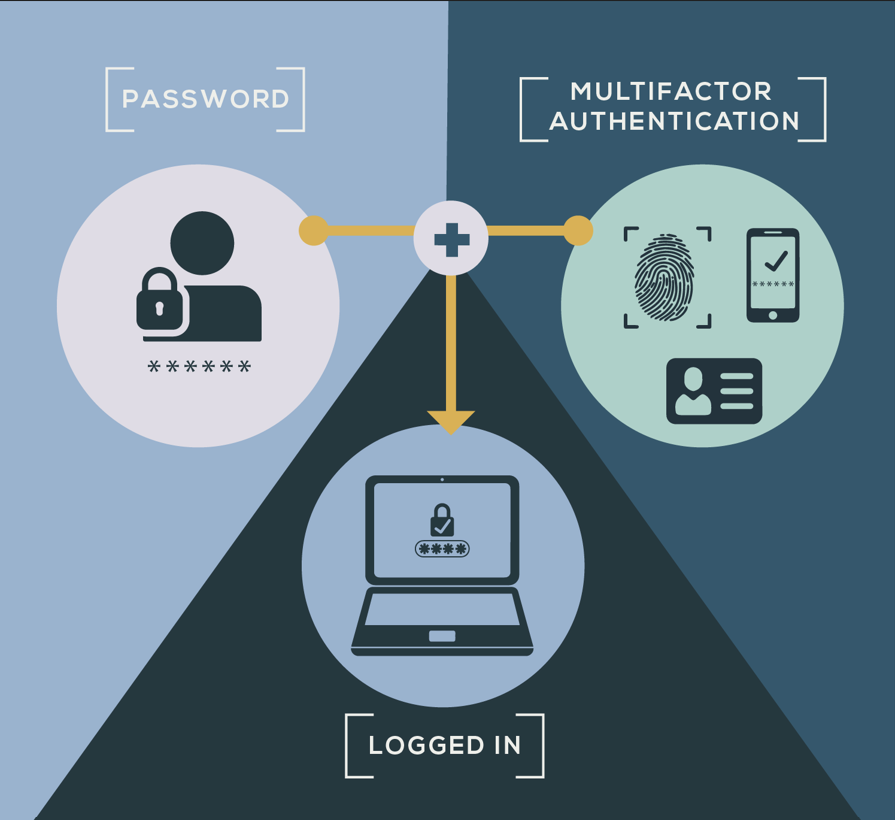 PASSWORD
MULTIFACTOR
AUTHENTICATION
******
******
****
LOGGED IN